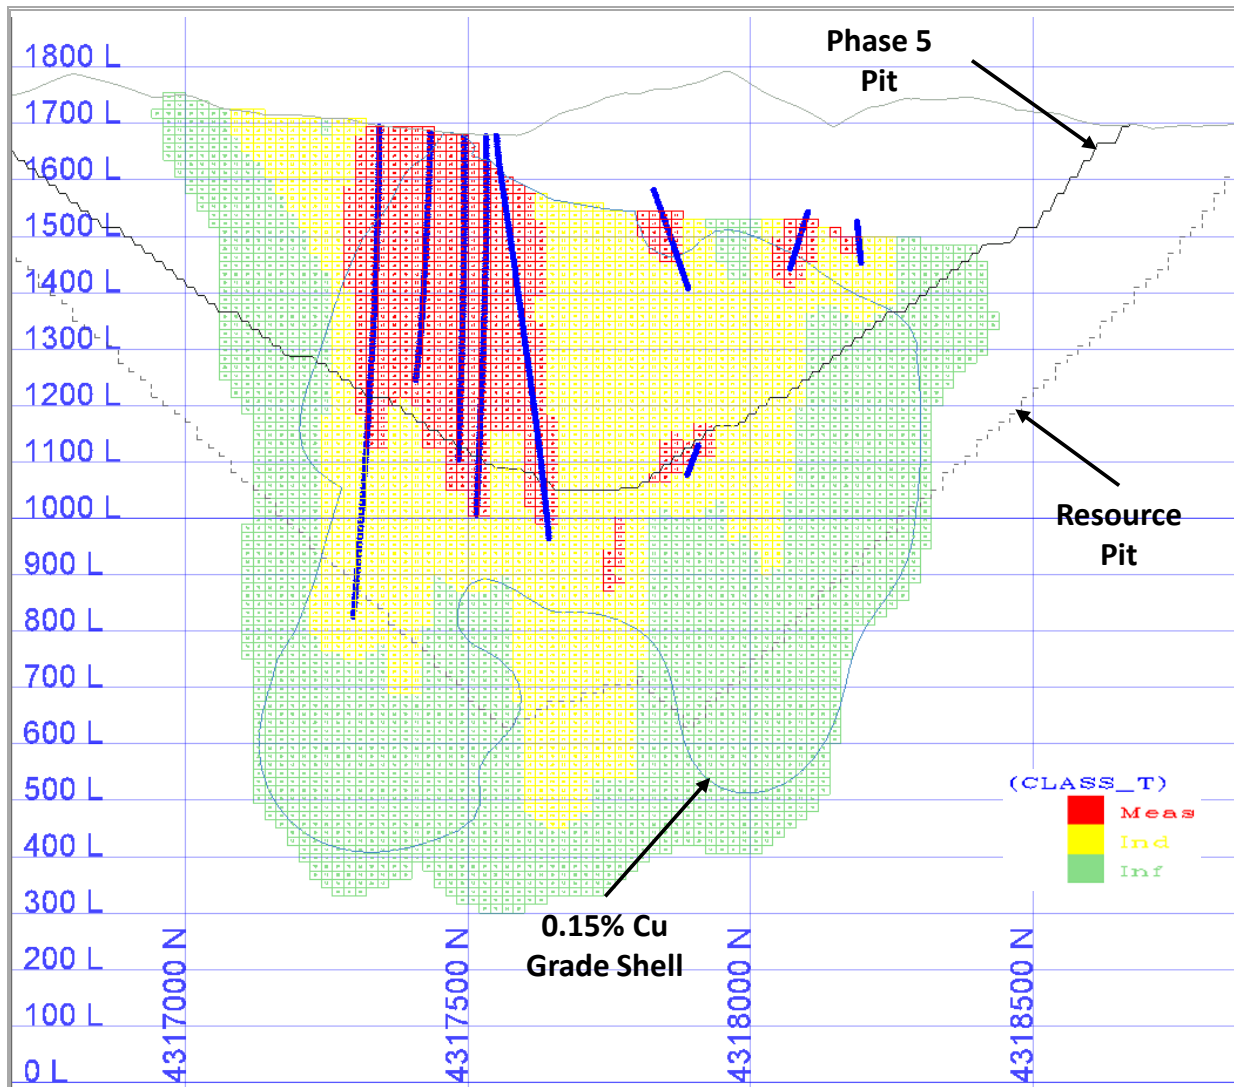 Phase 5
Pit
1800 L
1700 L
1600 L
1500 L
1400 L
1300 L
1200 L
1100 L
1000 L
900 L
800 L
700 L
600 L
500 L
400 L
300 L
200 L
100 L
0 L
Resource
Pit
(CLASS_T)
Meas
Ind
Inf
0.15% Cu
Grade Shell
4317000 N
4317500 N
4318000 N
4318500 N